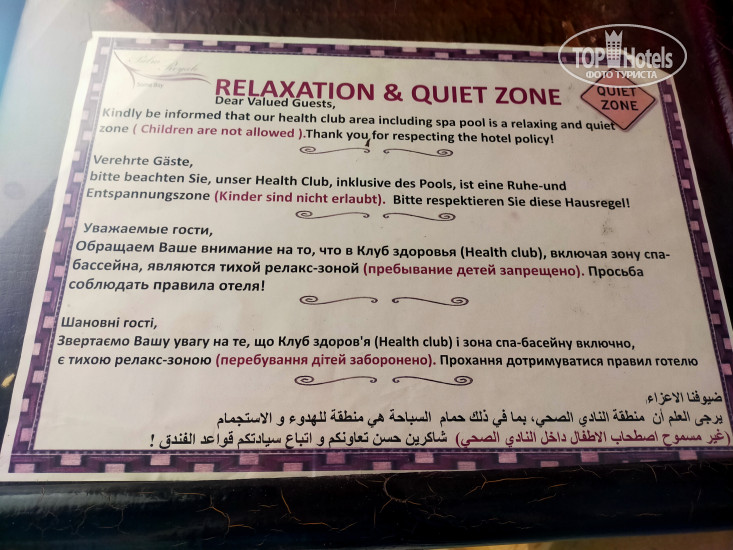 TOP Hotels
ФОТО ТУРИСТА
QUIET
ZONE
RELAXATION & QUIET ZONE
Dear Valued Guests,
Kindly be informed that our health club area including spa pool is a relaxing and quiet
zone ( Children are not allowed ).Thank you for respecting the hotel policy!
Verehrte Gäste,
bitte beachten Sie, unser Health Club, inklusive des Pools, ist eine Ruhe-und
Entspannungszone (Kinder sind nicht erlaubt). Bitte respektieren Sie diese Hausregel!
Уважаемые гости,
Обращаем Ваше внимание на то, что в Клуб здоровья (Health club), включая зону спа-
бассейна, являются тихой релакс-зоной (пребывание детей запрещено). Просьба
соблюдать правила отеля!
Шановні гості,
Звертаємо Вашу увагу на те, що Клуб здоров'я (Health club) і зона спа-басейну включно,
є тихою релакс-зоною (перебування дітей заборонено). Прохання дотримуватися правил готелю
ضيوفنا الاعزاء,
يرجى العلم أن منطقة النادي الصحي، بما في ذلك حمام السباحة هي منطقة للهدوء و الاستجمام
(غير مسموح اصطحاب الاطفال داخل النادي الصحي) شاكرين حسن تعاونكم و اتباع سيادتكم قواعد الفندق !